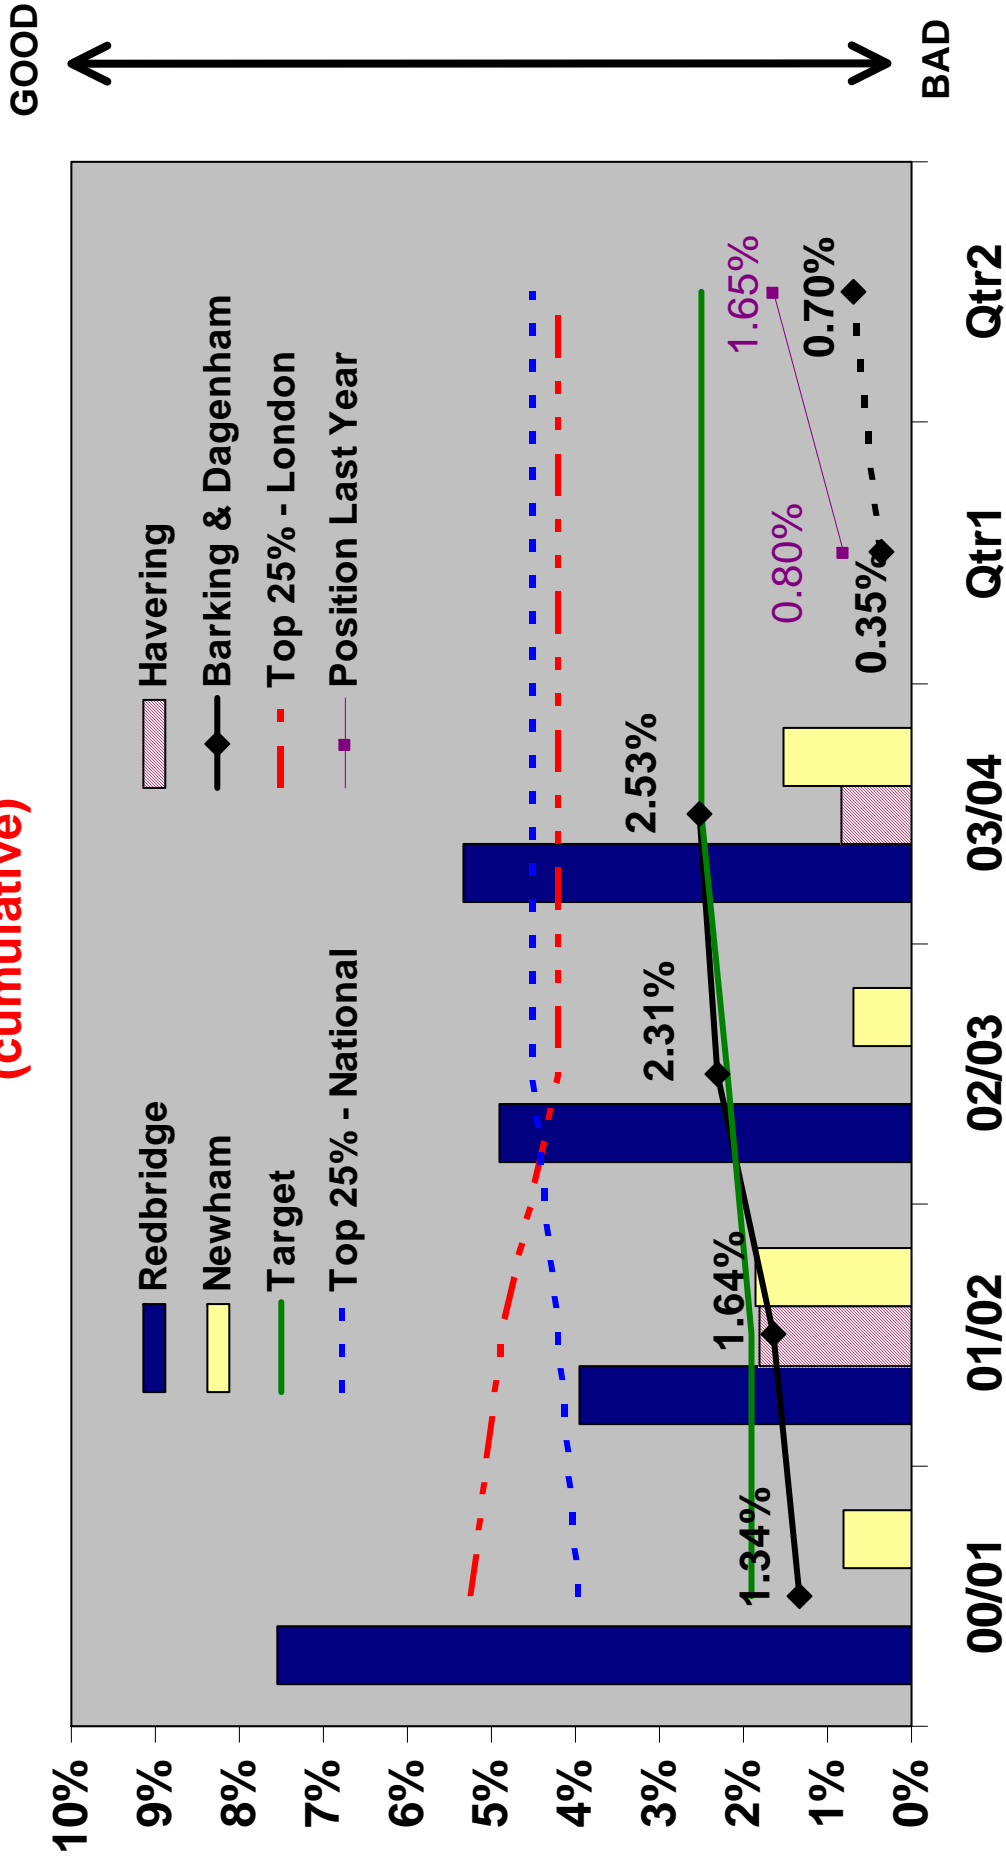 (cumulative)
GOOD
BAD
Redbridge
Havering
Newham
Barking & Dagenham
Target
Top 25% - London
Top 25% - National
Position Last Year
10%
9%
8%
7%
6%
5%
4%
3%
2%
1%
0%
1.34%
1.64%
2.31%
2.53%
0.80%
1.65%
0.35%
0.70%
00/01
01/02
02/03
03/04
Qtr1
Qtr2